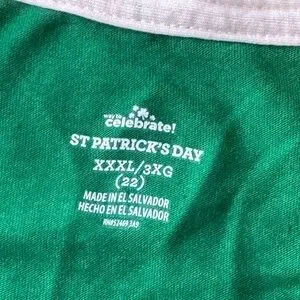 way to
celebrate!
ST PATRICK'S DAY
XXXL/3XG
(22)
MADE IN EL SALVADOR
HECHO EN EL SALVADOR